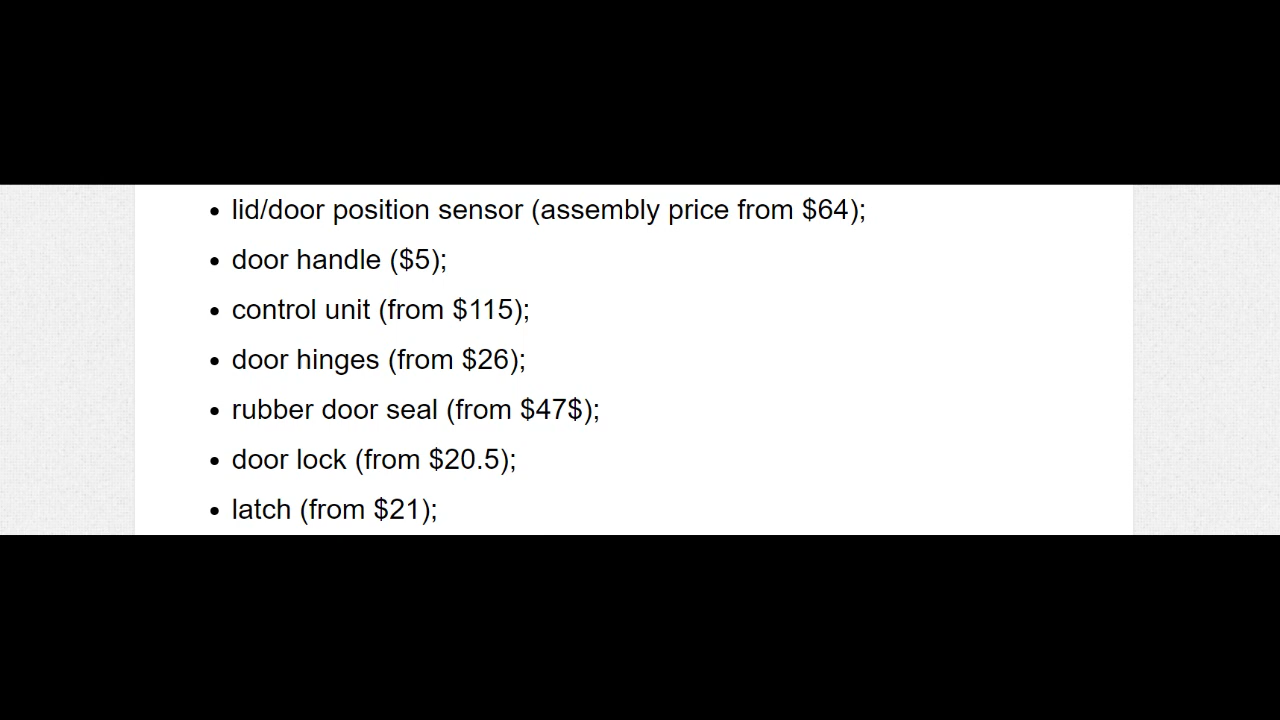 • lid/door position sensor (assembly price from $64);
• door handle ($5);
• control unit (from $115);
• door hinges (from $26);
• rubber door seal (from $47$);
• door lock (from $20.5);
• latch (from $21);